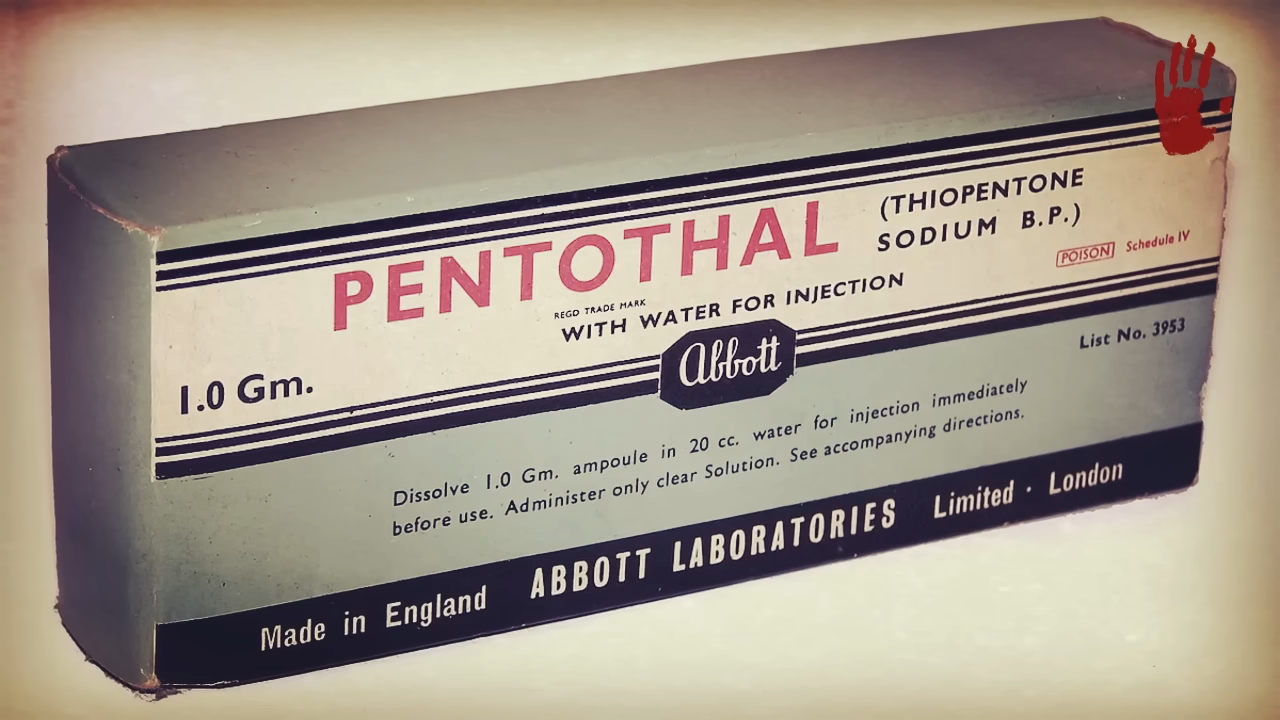 PENTOTHAL
(THIOPENTONE
SODIUM B.P.)
REGD TRADE MARK
WITH WATER FOR INJECTION
POISON Schedule IV
1.0 Gm.
Abbott
List No. 3953
Dissolve 1.0 Gm. ampoule in 20 cc. water for injection immediately
before use. Administer only clear Solution. See accompanying directions.
Made in England ABBOTT LABORATORIES Limited · London